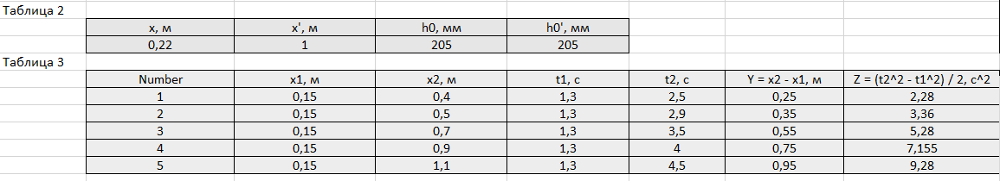 Таблица 2
x, м x', м h0, мм h0', мм
0,22 1 205 205
Таблица 3
Number x1, м x2, м t1, с t2, с Y = x2 - x1, м Z = (t2^2 - t1^2) / 2, с^2
1 0,15 0,4 1,3 2,5 0,25 2,28
2 0,15 0,5 1,3 2,9 0,35 3,36
3 0,15 0,7 1,3 3,5 0,55 5,28
4 0,15 0,9 1,3 4 0,75 7,155
5 0,15 1,1 1,3 4,5 0,95 9,28